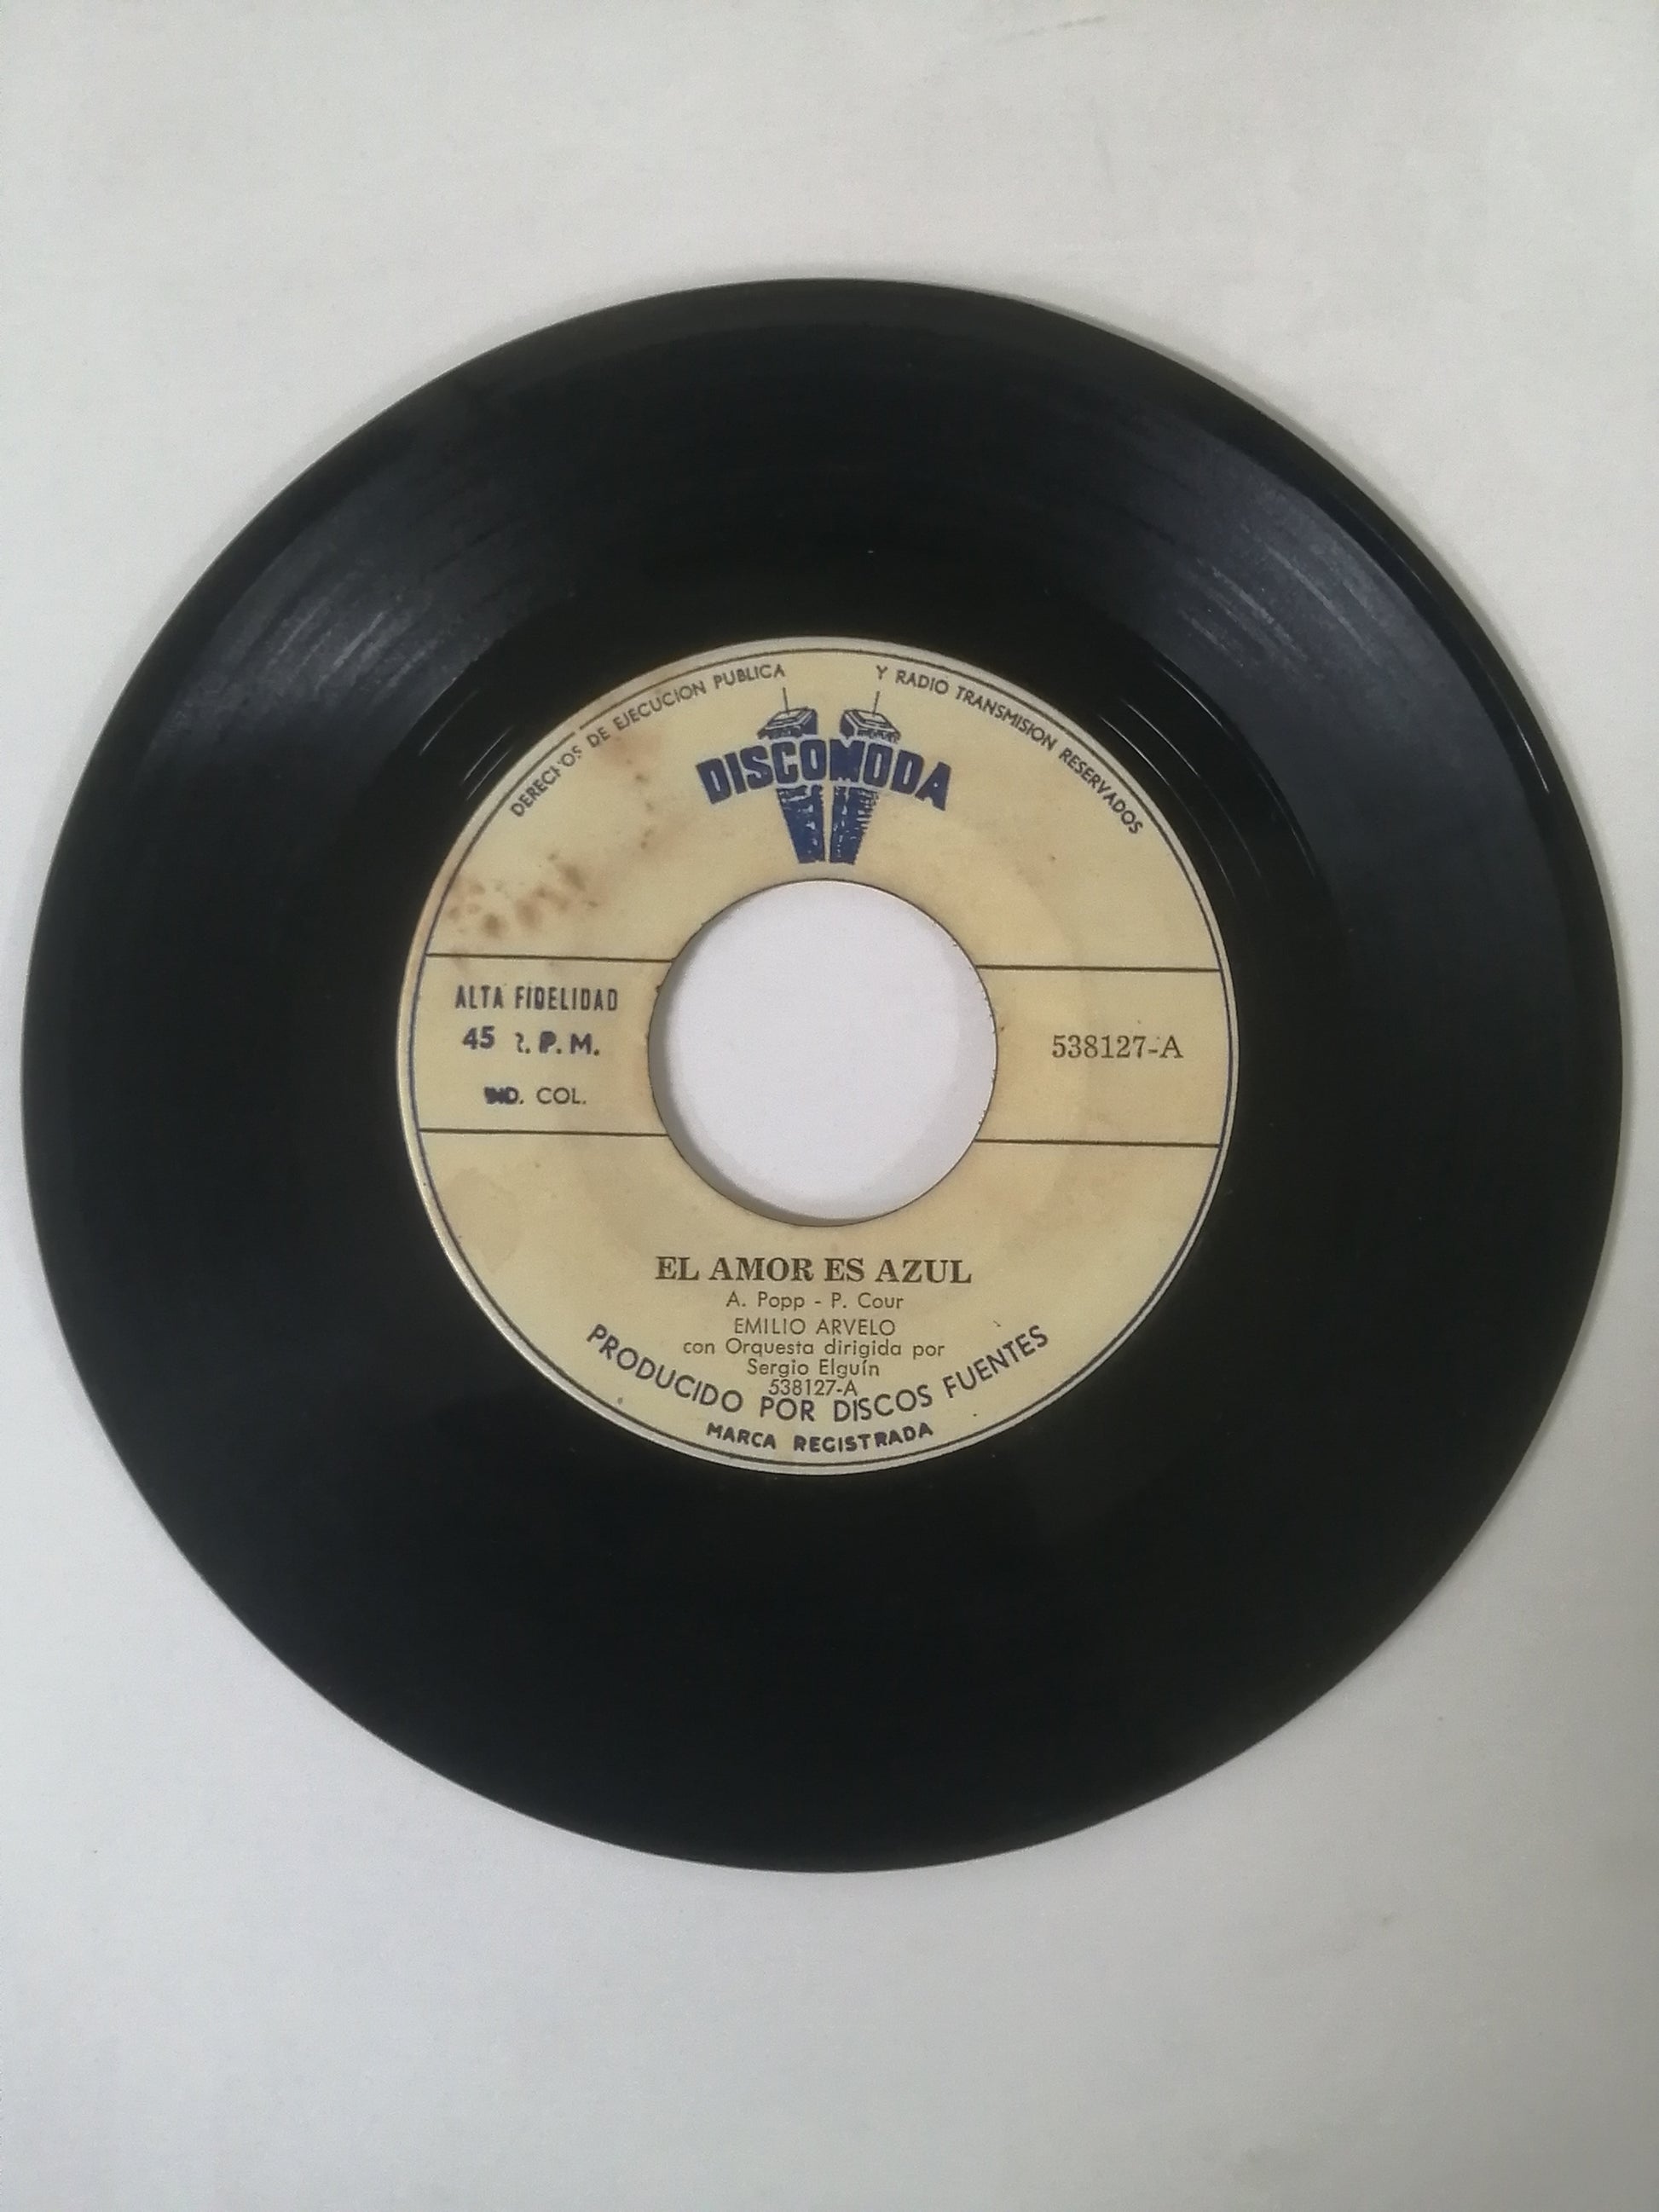 DERECHOS DE EJECUCION PUBLICA Y RADIO TRANSMISION RESERVADOS
DISCOMODA
ALTA FIDELIDAD
45 R. P. M.
IND. COL.
538127-A
EL AMOR ES AZUL
A. Popp - P. Cour
EMILIO ARVELO
con Orquesta dirigida por
Sergio Elguín
538127-A
PRODUCIDO POR DISCOS FUENTES
MARCA REGISTRADA